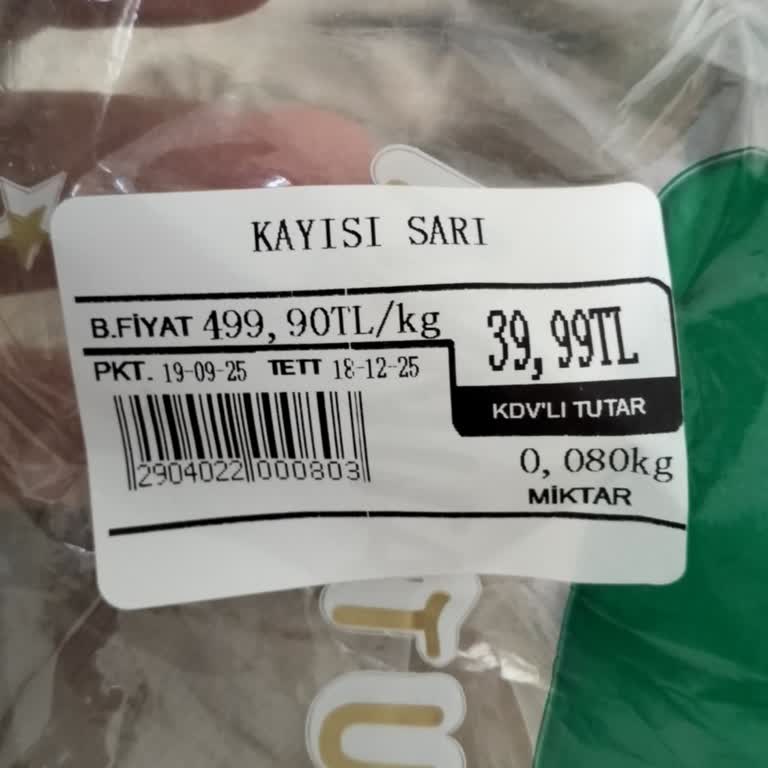 KAYISI SARI
B.FİYAT 499,90TL/kg
39,99TL
PKT. 19-09-25 TETT 18-12-25
KDV'LI TUTAR
2904022 000803
0,080kg
MİKTAR
T
U